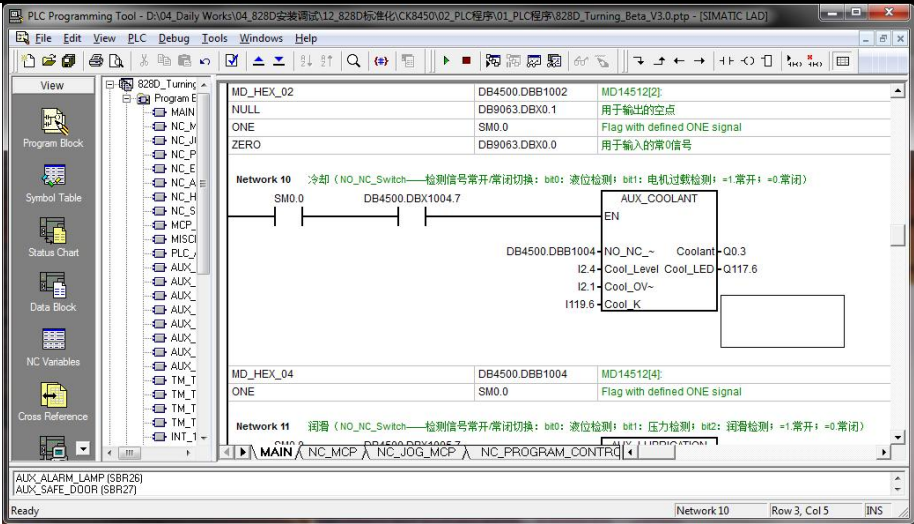 PLC Programming Tool - D:\04_Daily Works\04_828D安装调试\12_828D标准化\CK8450\02_PLC程序\01_PLC程序\828D_Turning_Beta_V3.0.ptp - [SIMATIC LAD]
File Edit View PLC Debug Tools Windows Help
View
Program Block
Symbol Table
Status Chart
Data Block
NC Variables
Cross Reference
828D_Turning
Program B
MAIN
NC_M
NC_J
NC_P
NC_E
NC_A
NC_H
NC_S
MCP_
MISC
PLC_
AUX_
AUX_
AUX_
AUX_
AUX_
AUX_
AUX_
TM_T
TM_T
TM_T
TM_T
INT_1
MD_HEX_02 DB4500.DBB1002 MD14512[2]:
NULL DB9063.DBX0.1 用于输出的空点
ONE SM0.0 Flag with defined ONE signal
ZERO DB9063.DBX0.0 用于输入的常0信号
Network 10 冷却（NO_NC_Switch——检测信号常开/常闭切换：bit0：液位检测；bit1：电机过载检测；=1.常开；=0.常闭）
SM0.0 DB4500.DBX1004.7 AUX_COOLANT
EN
DB4500.DBB1004 NO_NC_~ Coolant Q0.3
I2.4 Cool_Level Cool_LED Q117.6
I2.1 Cool_OV~
I119.6 Cool_K
MD_HEX_04 DB4500.DBB1004 MD14512[4]:
ONE SM0.0 Flag with defined ONE signal
Network 11 润滑（NO_NC_Switch——检测信号常开/常闭切换：bit0：液位检测；bit1：压力检测；bit2：润滑检测；=1.常开；=0.常闭）
SM0.0 DB4500.DBX1005.7 AUX_LUBRICATION
MAIN NC_MCP NC_JOG_MCP NC_PROGRAM_CONTRO
AUX_ALARM_LAMP (SBR26)
AUX_SAFE_DOOR (SBR27)
Ready Network 10 Row 3, Col 5 INS